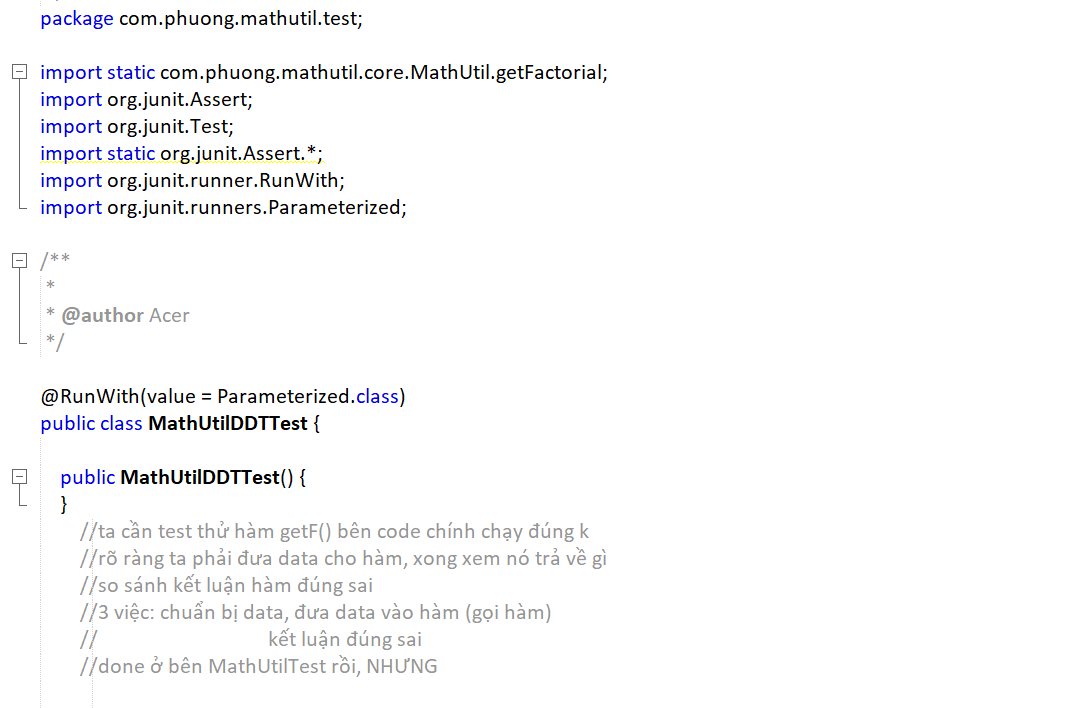 package com.phuong.mathutil.test;
import static com.phuong.mathutil.core.MathUtil.getFactorial;
import org.junit.Assert;
import org.junit.Test;
import static org.junit.Assert.*;
import org.junit.runner.RunWith;
import org.junit.runners.Parameterized;
/**
*
* @author Acer
*/
@RunWith(value = Parameterized.class)
public class MathUtilDDTTest {
public MathUtilDDTTest() {
}
//ta cần test thử hàm getF() bên code chính chạy đúng k
//rõ ràng ta phải đưa data cho hàm, xong xem nó trả về gì
//so sánh kết luận hàm đúng sai
//3 việc: chuẩn bị data, đưa data vào hàm (gọi hàm)
// kết luận đúng sai
//done ở bên MathUtilTest rồi, NHƯNG